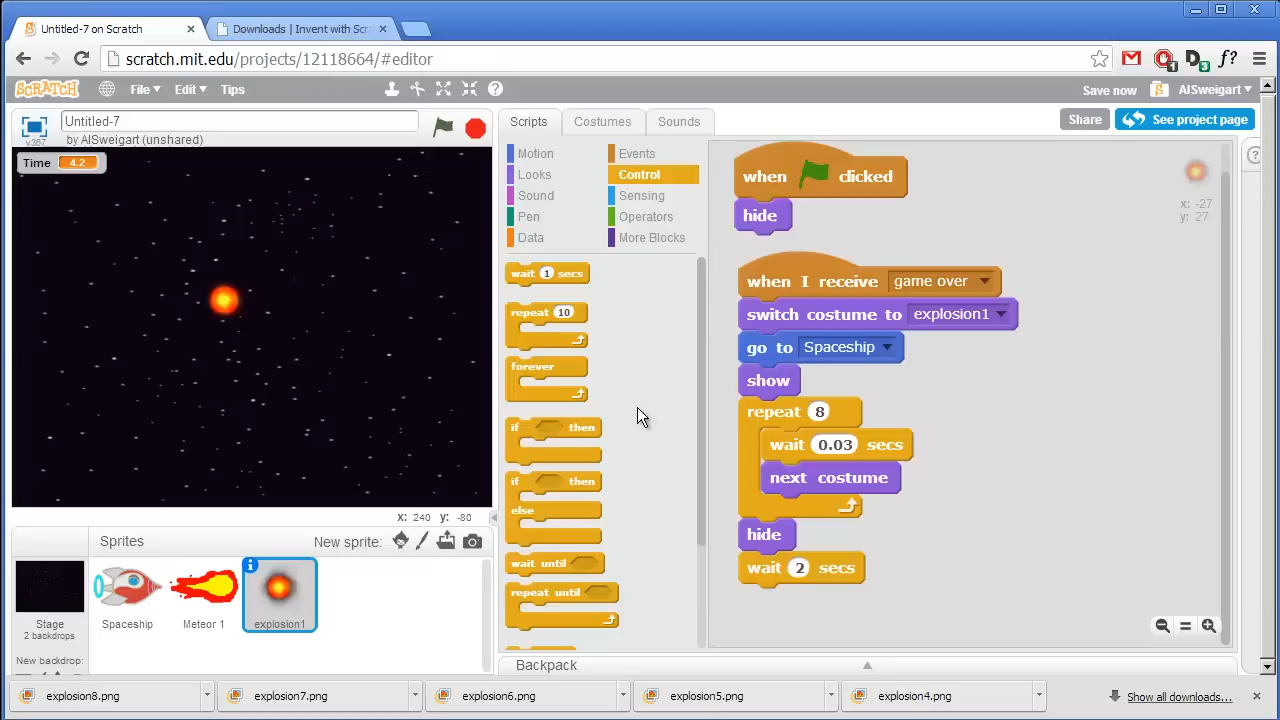 Untitled-7 on Scratch
Downloads | Invent with Scr
scratch.mit.edu/projects/12118664/#editor
SCRATCH File Edit Tips
Save now AlSweigart
Untitled-7
by AlSweigart (unshared)
v367
Scripts Costumes Sounds
Share See project page
Time 4.2
Motion Events
Looks Control
Sound Sensing
Pen Operators
Data More Blocks
wait 1 secs
repeat 10
forever
if then
if then
else
wait until
repeat until
when clicked
hide
x: -27
y: 27
when I receive game over
switch costume to explosion1
go to Spaceship
show
repeat 8
wait 0.03 secs
next costume
hide
wait 2 secs
x: 240 y: -80
Sprites New sprite:
Stage
2 backdrops
New backdrop:
Spaceship
Meteor 1
explosion1
Backpack
explosion8.png
explosion7.png
explosion6.png
explosion5.png
explosion4.png
Show all downloads...